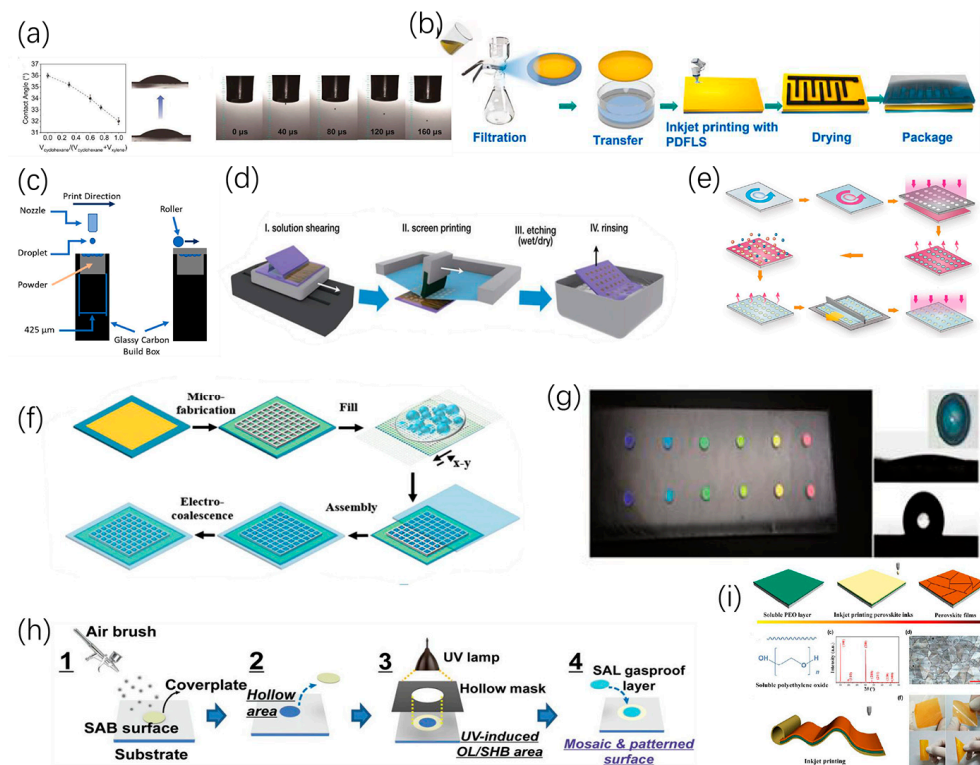 (a)
Contact Angle (°)
36
35
34
33
32
31
0.0 0.2 0.4 0.6 0.8 1.0
Vcyclohexane/(Vcyclohexane+Vxylene)
0 µs 40 µs 80 µs 120 µs 160 µs
(b)
Filtration
Transfer
Inkjet printing with
PDFLS
Drying
Package
(c)
Print Direction
Nozzle
Roller
Droplet
Powder
425 µm
Glassy Carbon
Build Box
(d)
I. solution shearing
II. screen printing
III. etching
(wet/dry)
IV. rinsing
(e)
(f)
Micro-
fabrication
Fill
x-y
Assembly
Electro-
coalescence
(g)
(h)
Air brush
1
Coverplate
SAB surface
Substrate
2
Hollow
area
3
UV lamp
Hollow mask
UV-induced
OL/SHB area
4
SAL gasproof
layer
Mosaic & patterned
surface
(i)
Soluble PEO layer
Inkjet printing perovskite inks
Perovskite films
HO
O
H
n
Soluble polyethylene oxide
(c)
Intensity (a.u.)
(d)
(f)
Inkjet printing